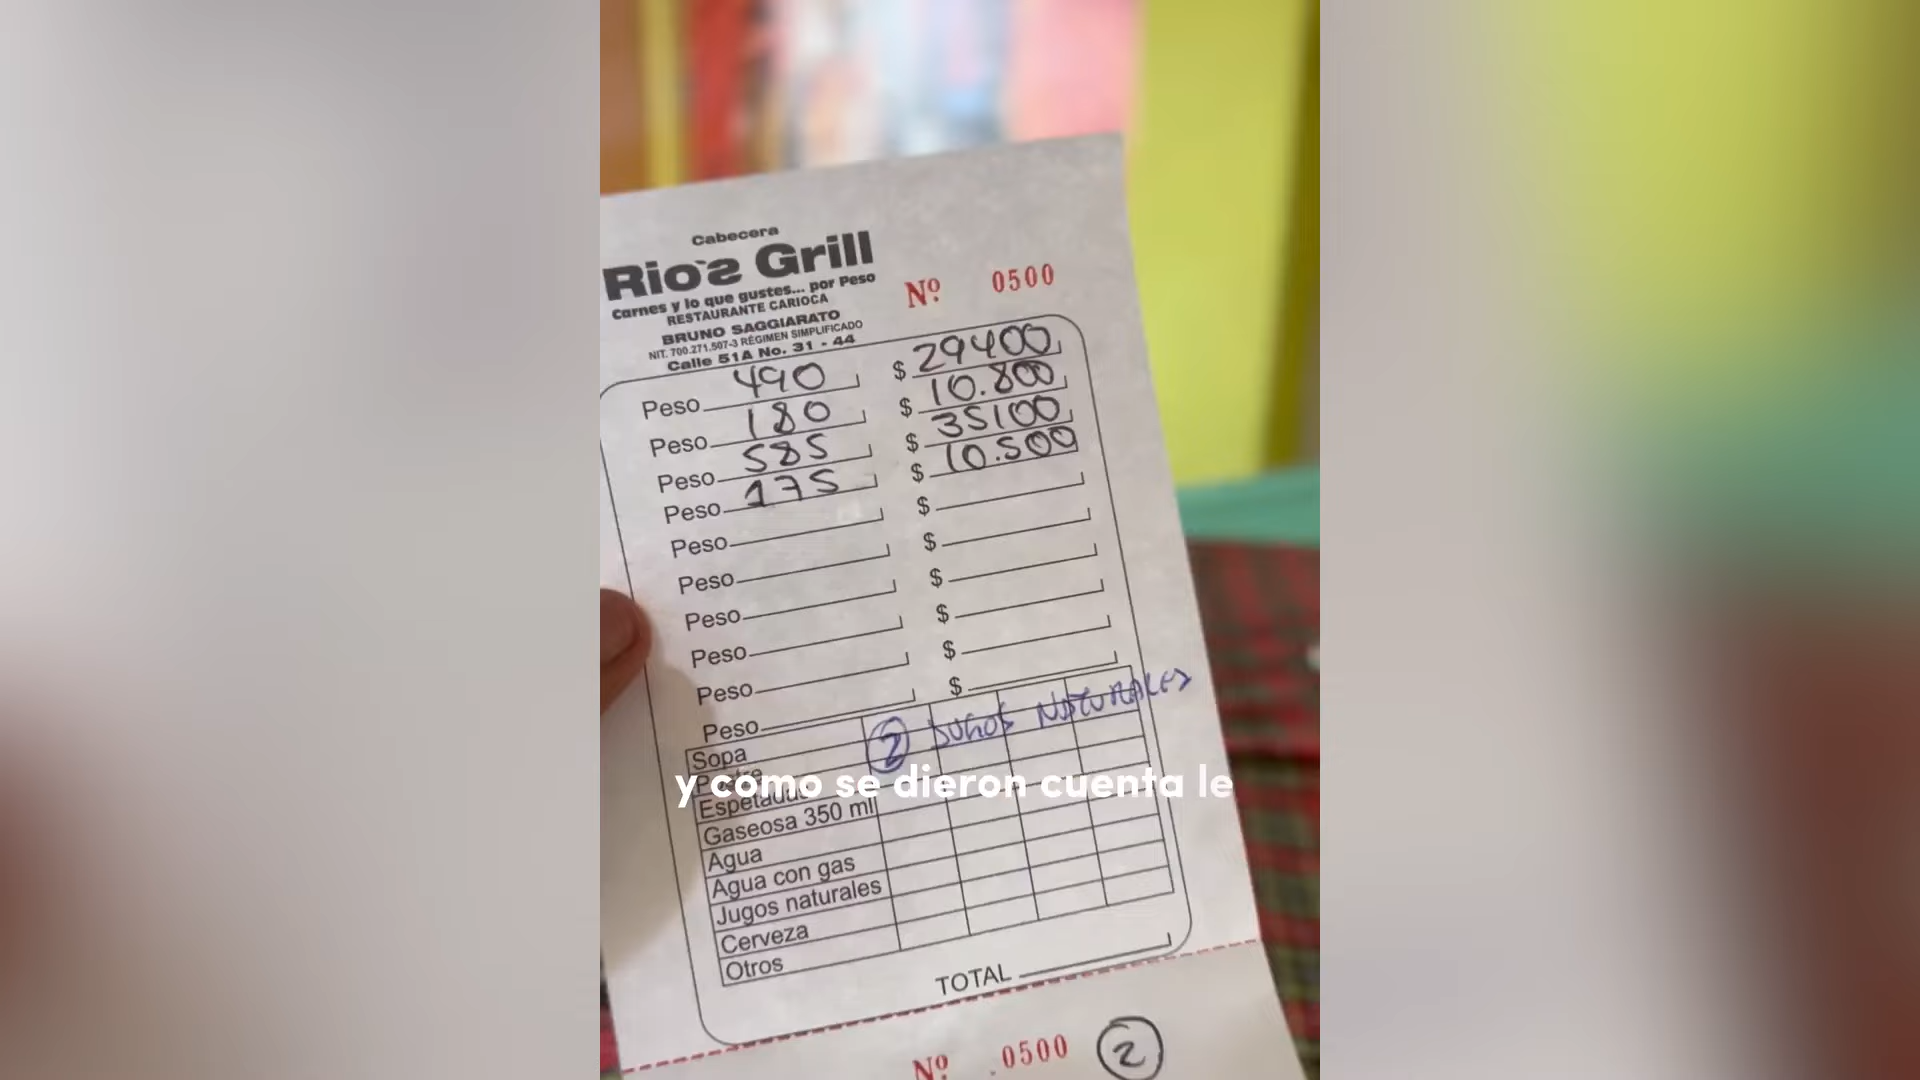 Cabecera
Rio's Grill
Carnes y lo que gustes... por Peso
RESTAURANTE CARIOCA
BRUNO SAGGIARATO
NIT. 700.271.507-3 RÉGIMEN SIMPLIFICADO
Calle 51A No. 31 - 44
Nº 0500
Peso 490 $ 29400
Peso 180 $ 10.800
Peso 585 $ 35100
Peso 175 $ 10.500
Peso $
Peso $
Peso $
Peso $
Peso $
Peso $
2 JUGOS NATURALES
Sopa
Postre
y como se dieron cuenta le
Espetadus
Gaseosa 350 ml
Agua
Agua con gas
Jugos naturales
Cerveza
Otros
TOTAL
Nº 0500 2